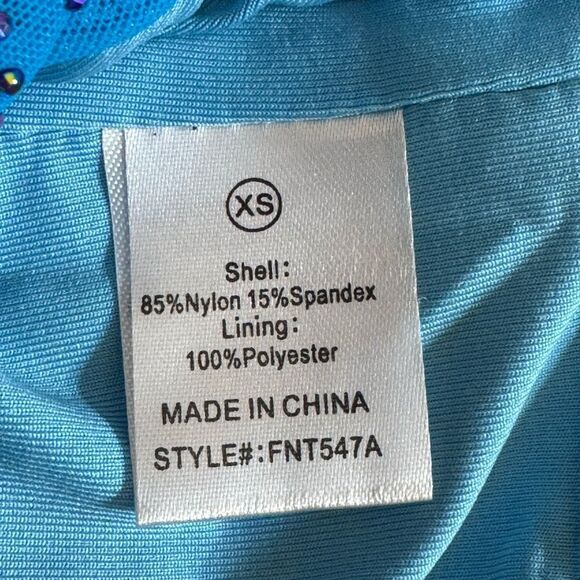 XS
Shell:
85%Nylon 15%Spandex
Lining:
100%Polyester
MADE IN CHINA
STYLE#:FNT547A